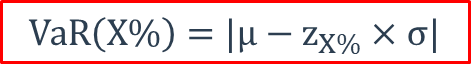 VaR(X%) = |μ − z_X% × σ|